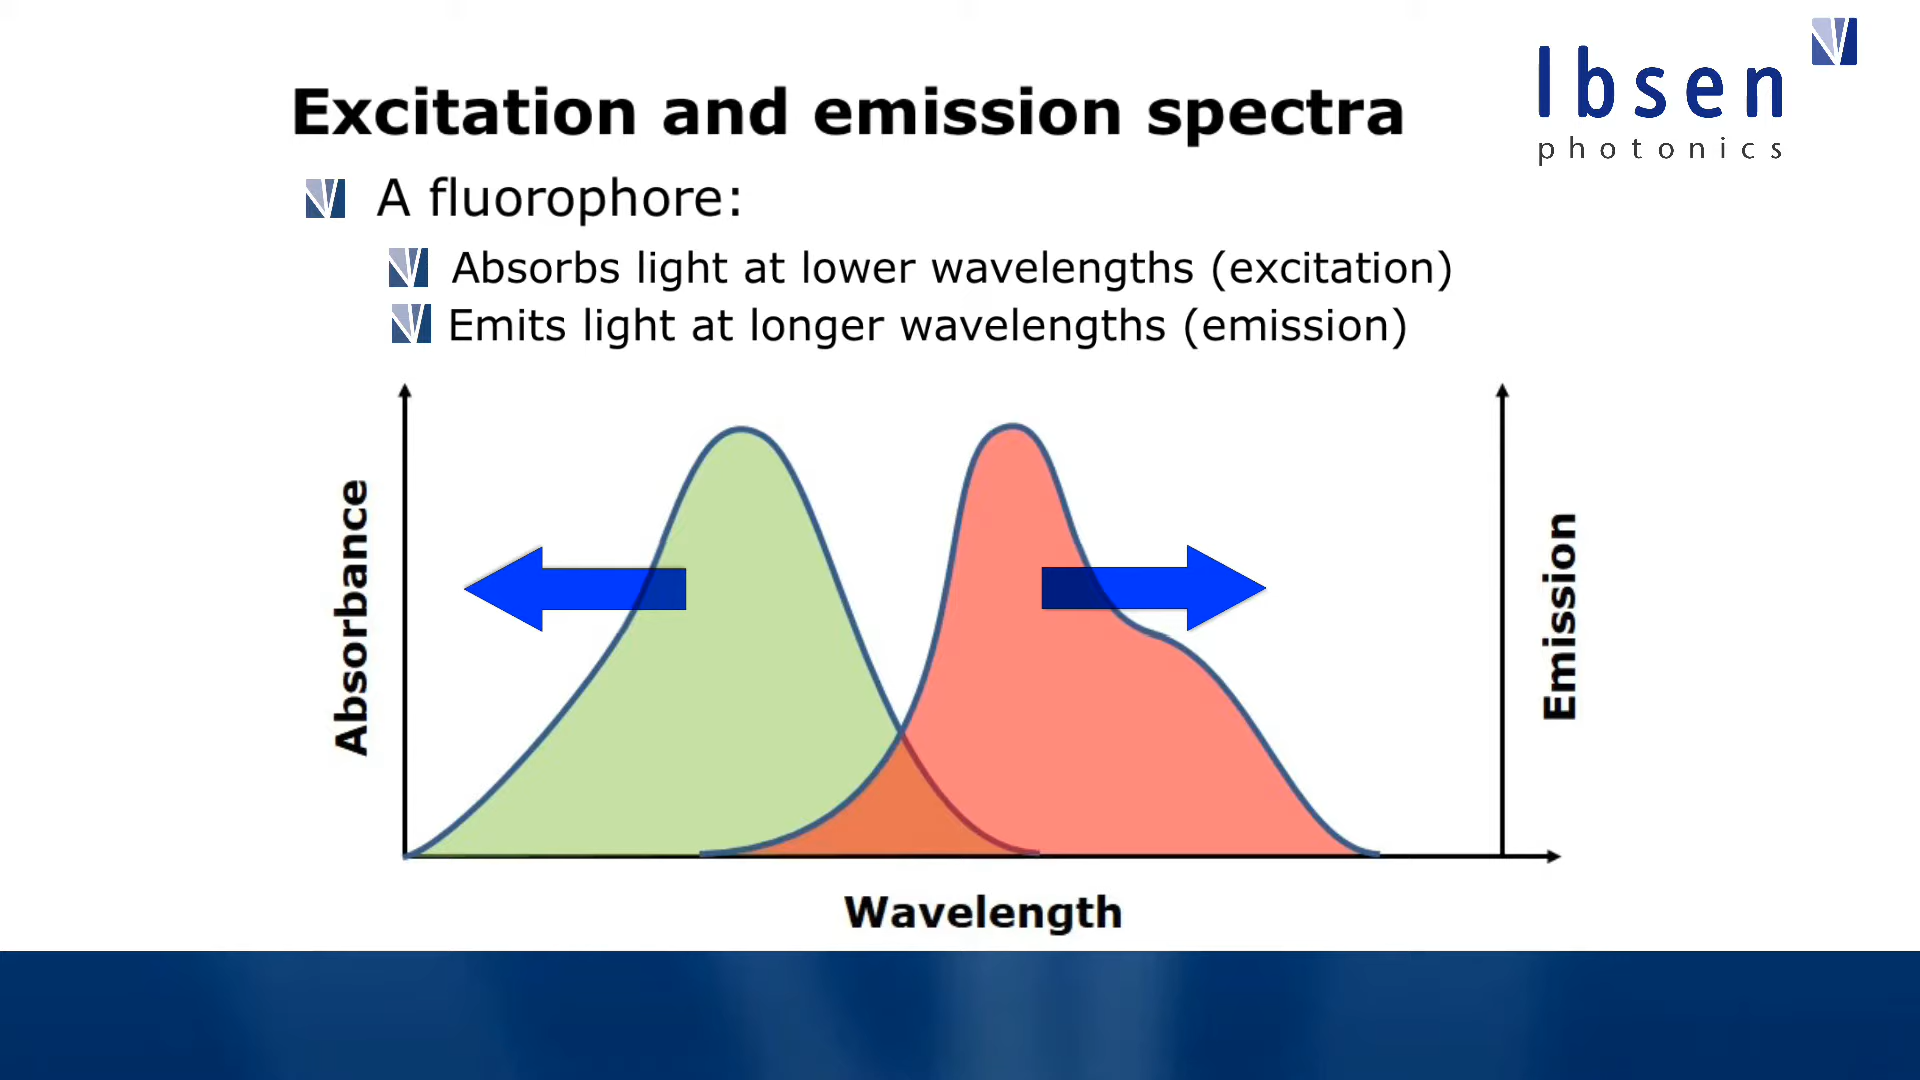 Ibsen
photonics
Excitation and emission spectra
A fluorophore:
Absorbs light at lower wavelengths (excitation)
Emits light at longer wavelengths (emission)
Absorbance
Emission
Wavelength